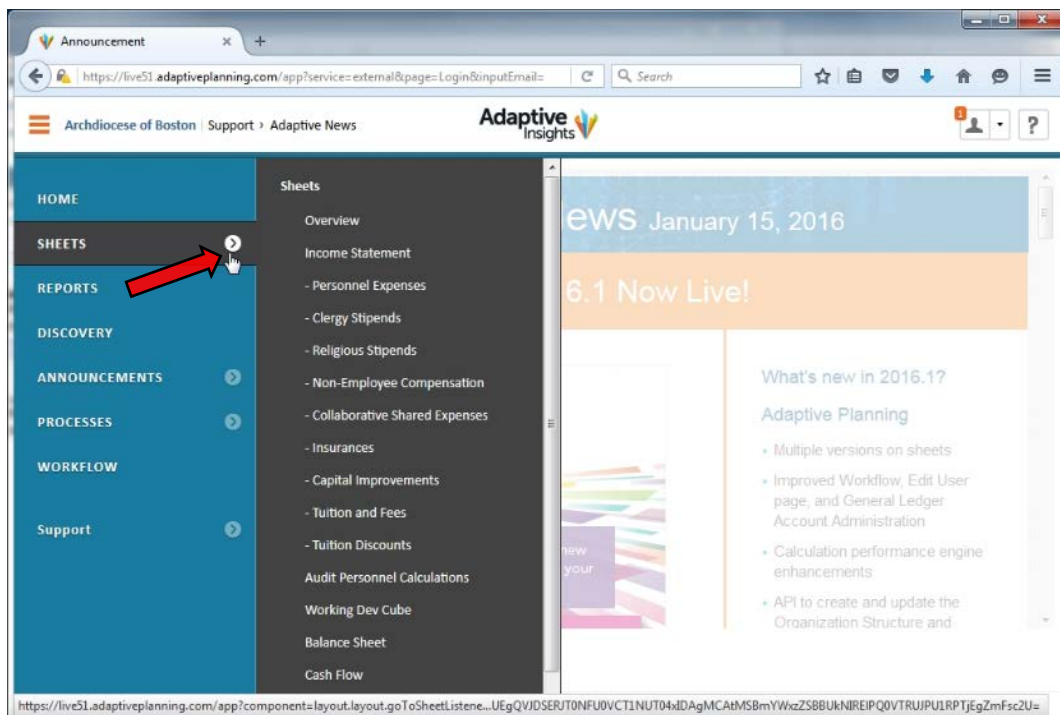 Announcement
https://live51.adaptiveplanning.com/app?service=external&page=Login&inputEmail=
Search
Archdiocese of Boston Support › Adaptive News
Adaptive
Insights
1
?
HOME
SHEETS
REPORTS
DISCOVERY
ANNOUNCEMENTS
PROCESSES
WORKFLOW
Support
Sheets
Overview
Income Statement
- Personnel Expenses
- Clergy Stipends
- Religious Stipends
- Non-Employee Compensation
- Collaborative Shared Expenses
- Insurances
- Capital Improvements
- Tuition and Fees
- Tuition Discounts
Audit Personnel Calculations
Working Dev Cube
Balance Sheet
Cash Flow
ews January 15, 2016
6.1 Now Live!
new
your
What's new in 2016.1?
Adaptive Planning
• Multiple versions on sheets
• Improved Workflow, Edit User
page, and General Ledger
Account Administration
• Calculation performance engine
enhancements
• API to create and update the
Organization Structure and